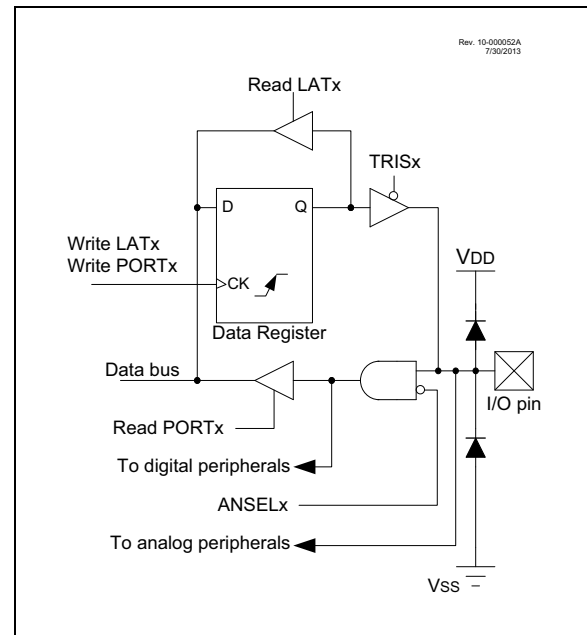 Rev. 10-000052A
7/30/2013
Read LATx
TRISx
D
Q
Write LATx
Write PORTx
CK
VDD
Data Register
Data bus
I/O pin
Read PORTx
To digital peripherals
ANSELx
To analog peripherals
VSS